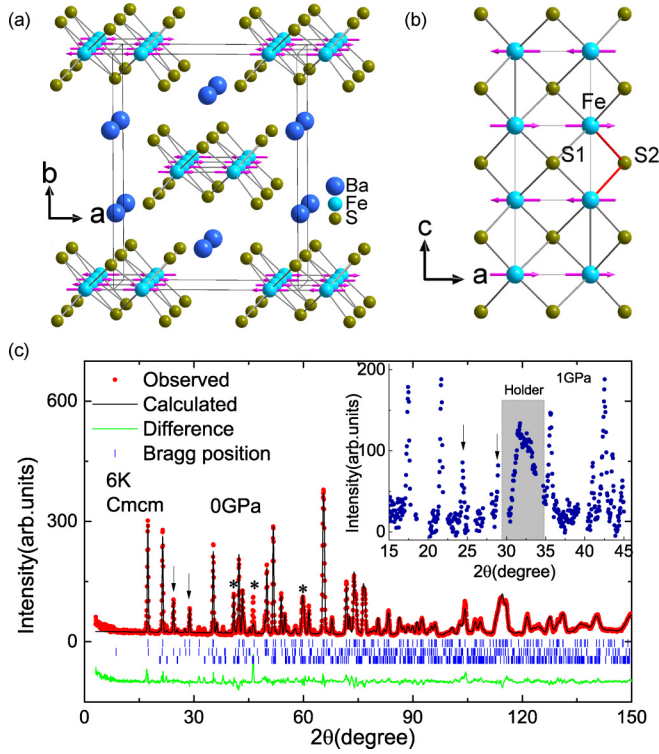 (a)
b
a
Ba
Fe
S
(b)
Fe
S1
S2
c
a
(c)
Observed
Calculated
Difference
Bragg position
6K
Cmcm
0GPa
* * *
Intensity(arb.units)
600
300
0
3 30 60 90 120 150
2θ(degree)
Holder
1GPa
Intensity(arb.units)
200
100
0
15 20 25 30 35 40 45
2θ(degree)